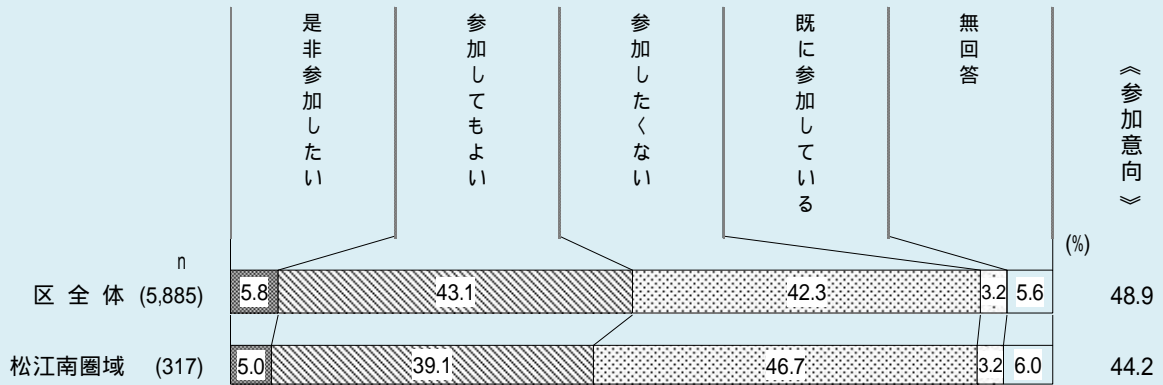 是非参加したい
参加してもよい
参加したくない
既に参加している
無回答
《参加意向》
(%)
n
区全体 (5,885) 5.8 43.1 42.3 3.2 5.6 48.9
松江南圏域 (317) 5.0 39.1 46.7 3.2 6.0 44.2